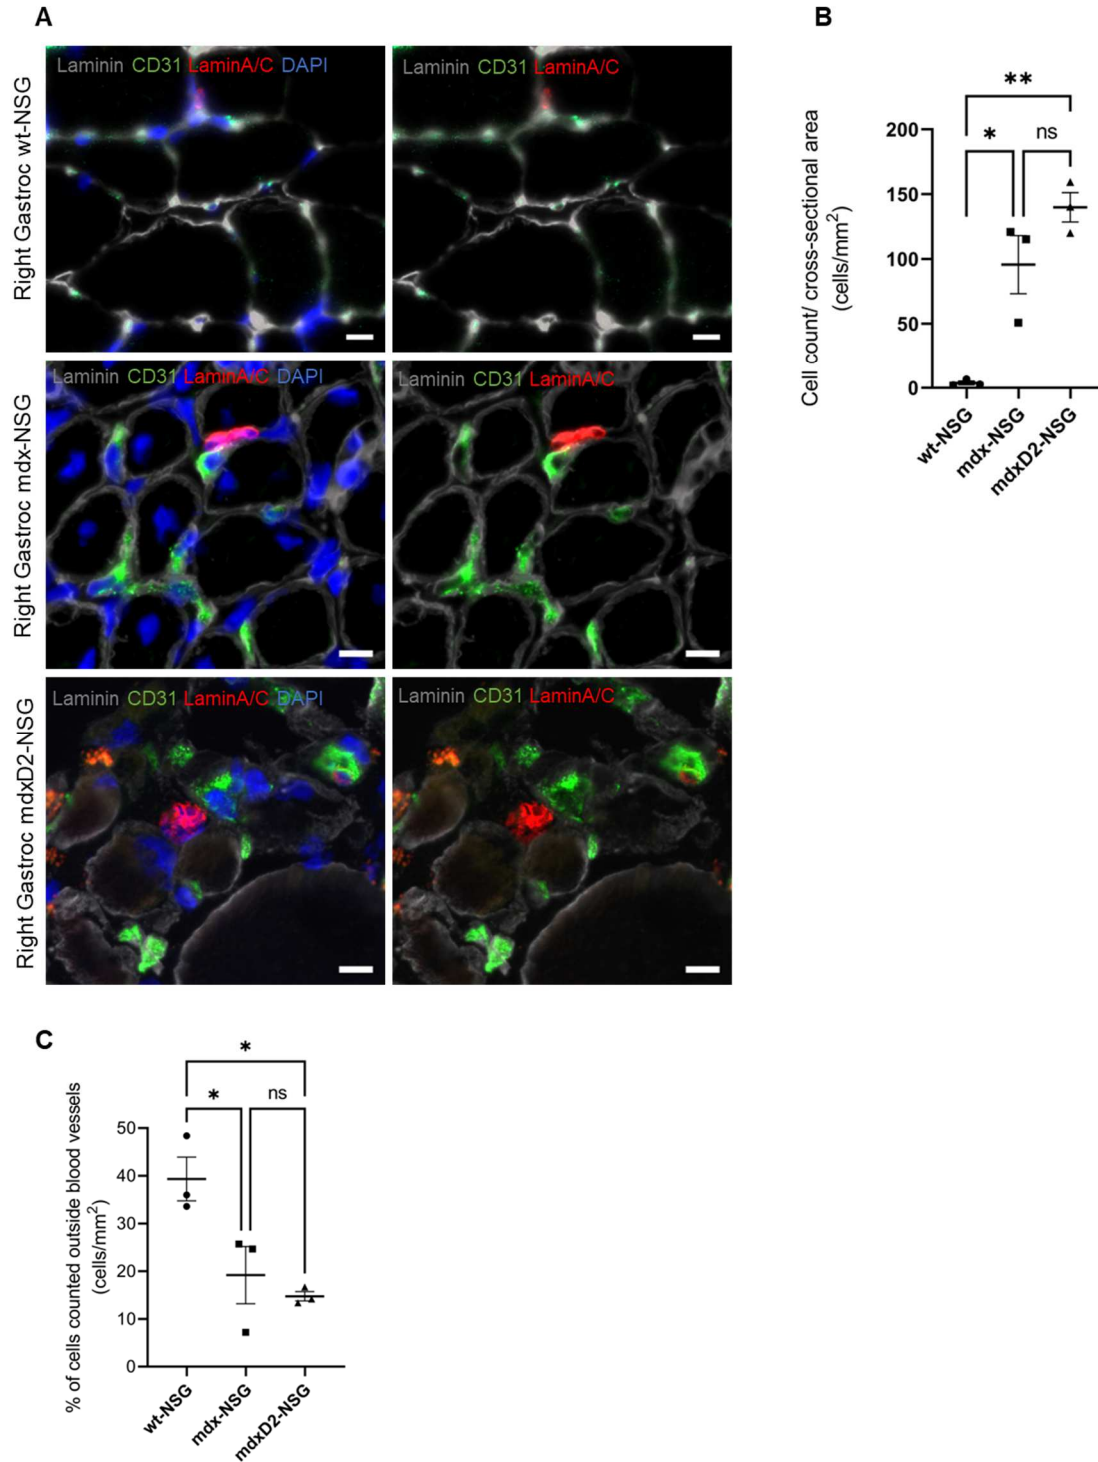 A
Right Gastroc wt-NSG
Laminin CD31 LaminA/C DAPI
Laminin CD31 LaminA/C
Right Gastroc mdx-NSG
Laminin CD31 LaminA/C DAPI
Laminin CD31 LaminA/C
Right Gastroc mdxD2-NSG
Laminin CD31 LaminA/C DAPI
Laminin CD31 LaminA/C
B
Cell count/ cross-sectional area
(cells/mm²)
**
* ns
200
150
100
50
0
wt-NSG
mdx-NSG
mdxD2-NSG
C
% of cells counted outside blood vessels
(cells/mm²)
*
* ns
50
40
30
20
10
0
wt-NSG
mdx-NSG
mdxD2-NSG